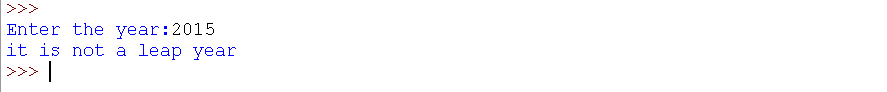 >>>
Enter the year:2015
it is not a leap year
>>>